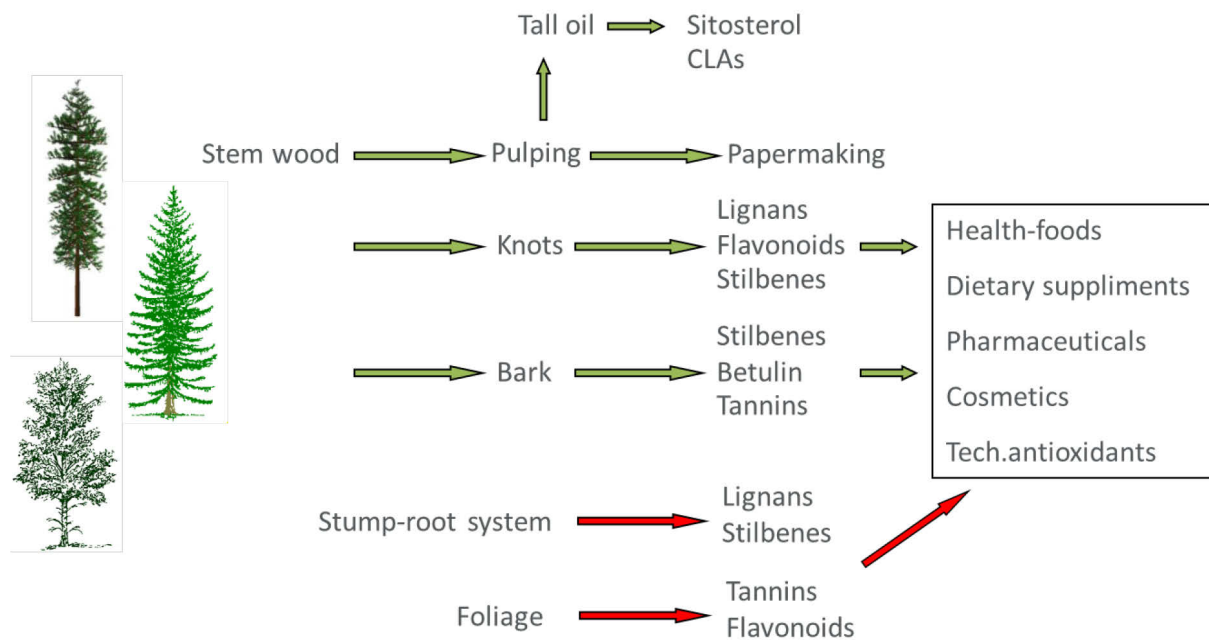 Tall oil
Sitosterol
CLAs
Stem wood
Pulping
Papermaking
Knots
Lignans
Flavonoids
Stilbenes
Bark
Stilbenes
Betulin
Tannins
Health-foods
Dietary suppliments
Pharmaceuticals
Cosmetics
Tech.antioxidants
Stump-root system
Lignans
Stilbenes
Foliage
Tannins
Flavonoids